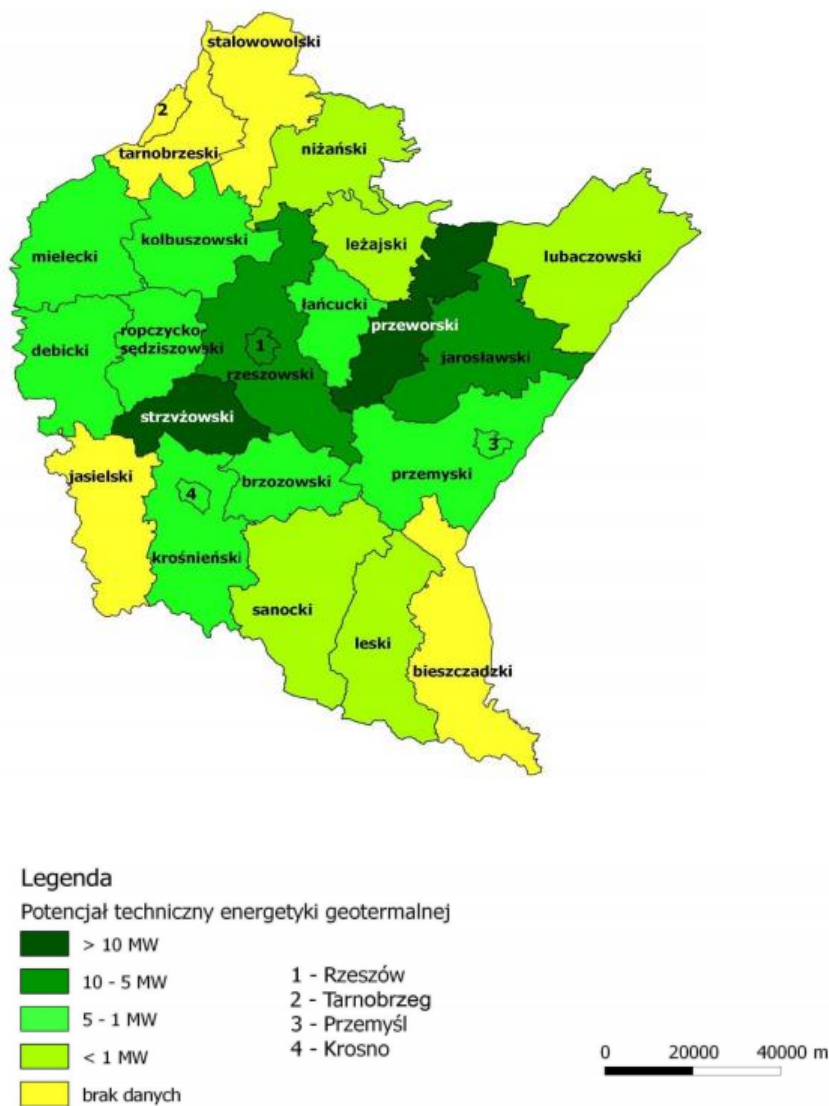 stalowowolski
2
tarnobrzeski
niżański
kolbuszowski
leżajski
mielecki
lubaczowski
łańcucki
ropczycko-
sędziszowski
przeworski
debicki
1
rzeszowski
jarosławski
strzyżowski
3
jasielski
4
brzozowski
przemyski
krośnieński
sanocki
leski
bieszczadzki
Legenda
Potencjał techniczny energetyki geotermalnej
> 10 MW
10 - 5 MW
5 - 1 MW
< 1 MW
brak danych
1 - Rzeszów
2 - Tarnobrzeg
3 - Przemyśl
4 - Krosno
0 20000 40000 m